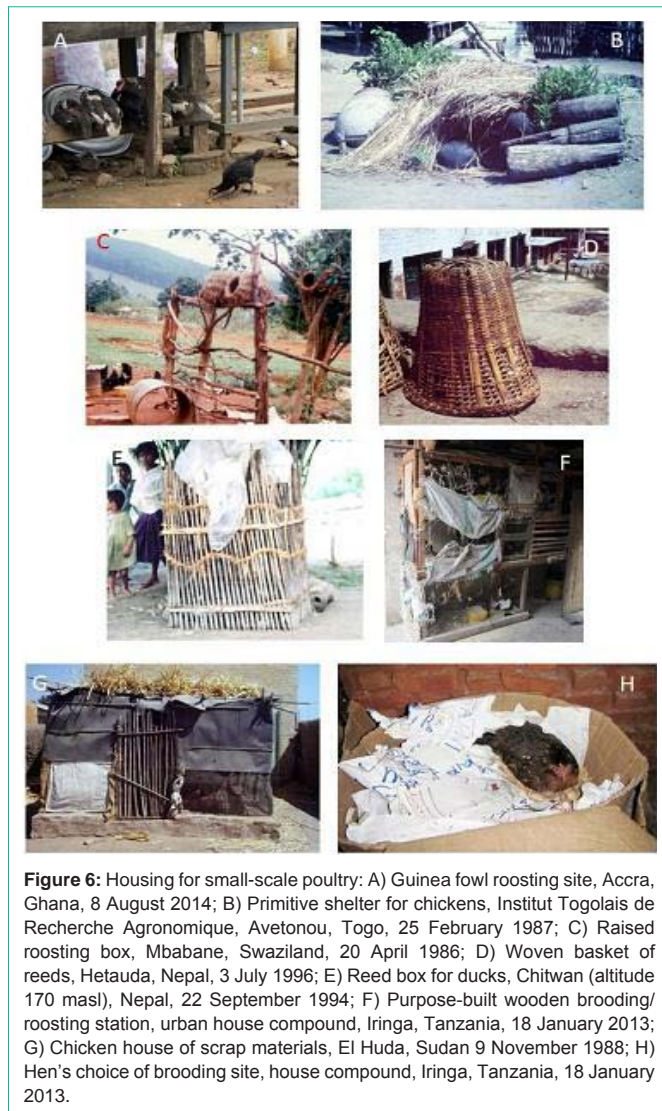 A
B
C
D
E
F
G
H
Figure 6: Housing for small-scale poultry: A) Guinea fowl roosting site, Accra,
Ghana, 8 August 2014; B) Primitive shelter for chickens, Institut Togolais de
Recherche Agronomique, Avetonou, Togo, 25 February 1987; C) Raised
roosting box, Mbabane, Swaziland, 20 April 1986; D) Woven basket of
reeds, Hetauda, Nepal, 3 July 1996; E) Reed box for ducks, Chitwan (altitude
170 masl), Nepal, 22 September 1994; F) Purpose-built wooden brooding/
roosting station, urban house compound, Iringa, Tanzania, 18 January 2013;
G) Chicken house of scrap materials, El Huda, Sudan 9 November 1988; H)
Hen's choice of brooding site, house compound, Iringa, Tanzania, 18 January
2013.